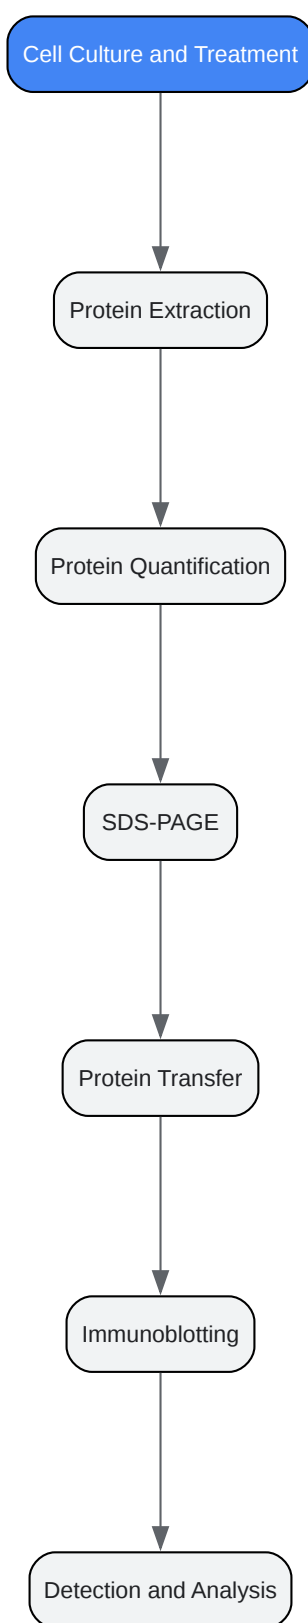 Cell Culture and Treatment
Protein Extraction
Protein Quantification
SDS-PAGE
Protein Transfer
Immunoblotting
Detection and Analysis